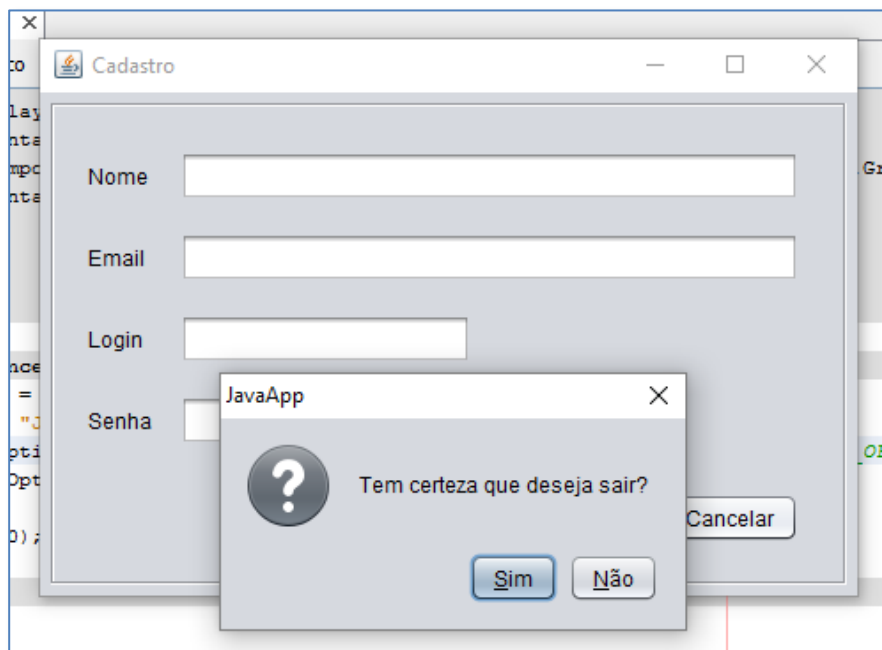 Cadastro
Nome
Email
Login
Senha
JavaApp
Tem certeza que deseja sair?
Cancelar
Sim
Não